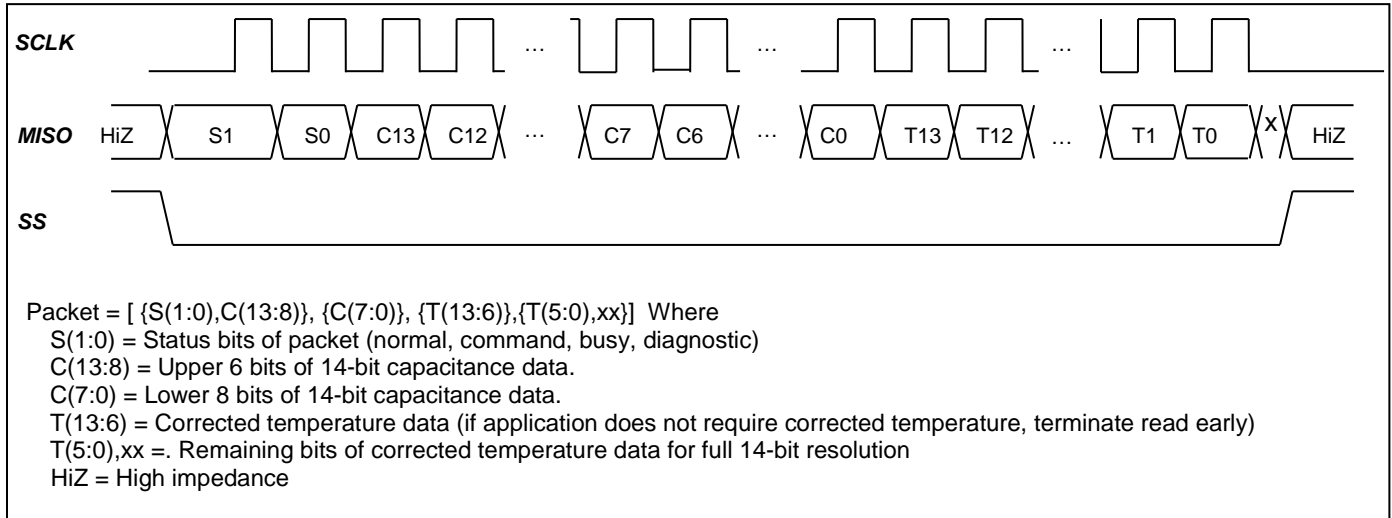 SCLK
… … …
MISO HiZ S1 S0 C13 C12 … C7 C6 … C0 T13 T12 … T1 T0 x HiZ
SS
Packet = [ {S(1:0),C(13:8)}, {C(7:0)}, {T(13:6)},{T(5:0),xx}] Where
S(1:0) = Status bits of packet (normal, command, busy, diagnostic)
C(13:8) = Upper 6 bits of 14-bit capacitance data.
C(7:0) = Lower 8 bits of 14-bit capacitance data.
T(13:6) = Corrected temperature data (if application does not require corrected temperature, terminate read early)
T(5:0),xx =. Remaining bits of corrected temperature data for full 14-bit resolution
HiZ = High impedance